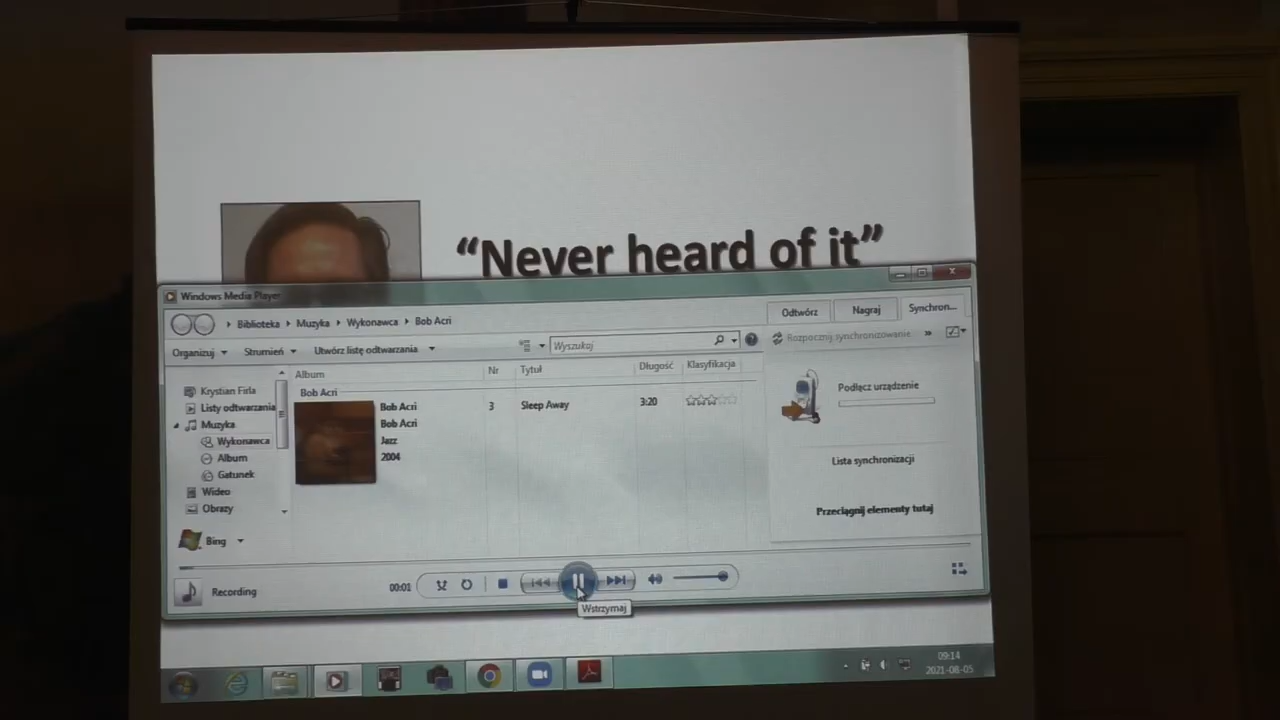 “Never heard of it”
Windows Media Player
Biblioteka Muzyka Wykonawca Bob Acri
Odtwórz Nagraj Synchron...
Organizuj Strumień Utwórz listę odtwarzania Wyszukaj
Rozpocznij synchronizowanie »
Album Nr Tytuł Długość Klasyfikacja
Bob Acri
Krystian Firla
Listy odtwarzania
Muzyka
Wykonawca
Album
Gatunek
Wideo
Obrazy
Bing
Bob Acri 3 Sleep Away 3:20
Bob Acri
Jazz
2004
Podłącz urządzenie
Lista synchronizacji
Przeciągnij elementy tutaj
Recording 00:01
Wstrzymaj
09:14
2021-08-05